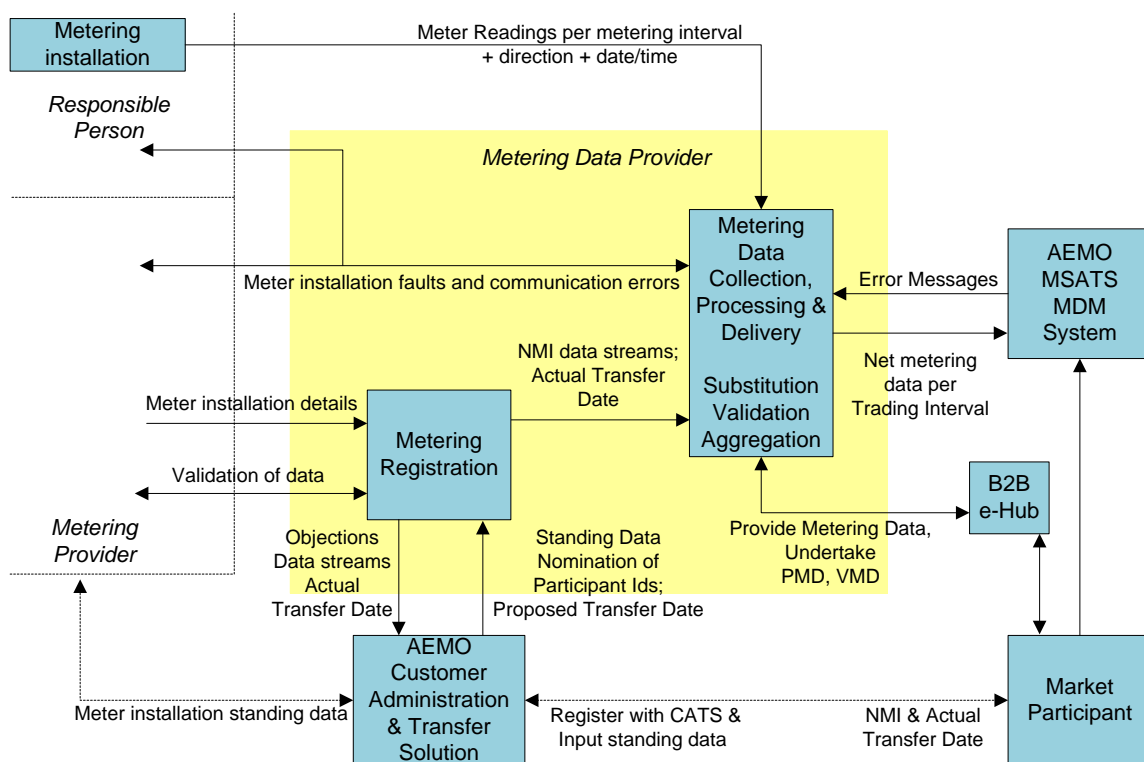 Metering
installation
Meter Readings per metering interval
+ direction + date/time
Responsible
Person
Metering Data Provider
Metering
Data
Collection,
Processing &
Delivery
Substitution
Validation
Aggregation
AEMO
MSATS
MDM
System
Error Messages
Meter installation faults and communication errors
Net metering
data per
Trading Interval
NMI data streams;
Actual Transfer
Date
Meter installation details
Metering
Registration
Validation of data
B2B
e-Hub
Metering
Provider
Objections
Data streams
Actual
Transfer Date
Standing Data
Nomination of
Participant Ids;
Proposed Transfer Date
Provide Metering Data,
Undertake
PMD, VMD
AEMO
Customer
Administration
& Transfer
Solution
Market
Participant
Meter installation standing data
Register with CATS &
Input standing data
NMI & Actual
Transfer Date